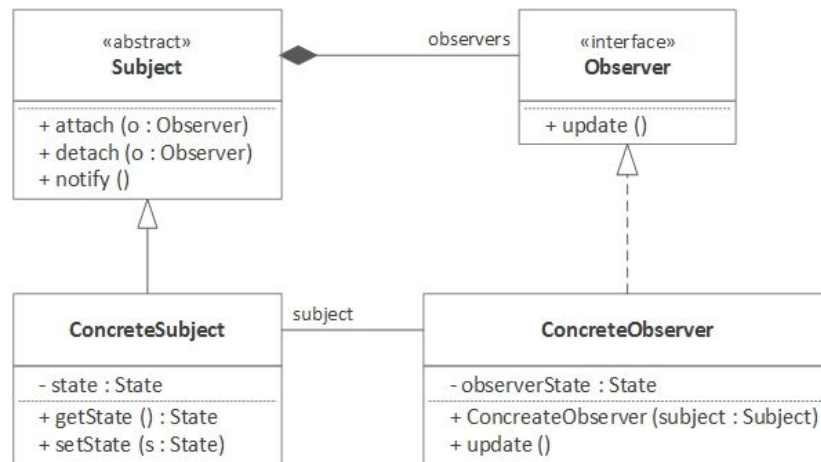 «abstract»
Subject
+ attach (o : Observer)
+ detach (o : Observer)
+ notify ()
observers
«interface»
Observer
+ update ()
ConcreteSubject
- state : State
+ getState () : State
+ setState (s : State)
subject
ConcreteObserver
- observerState : State
+ ConcreateObserver (subject : Subject)
+ update ()